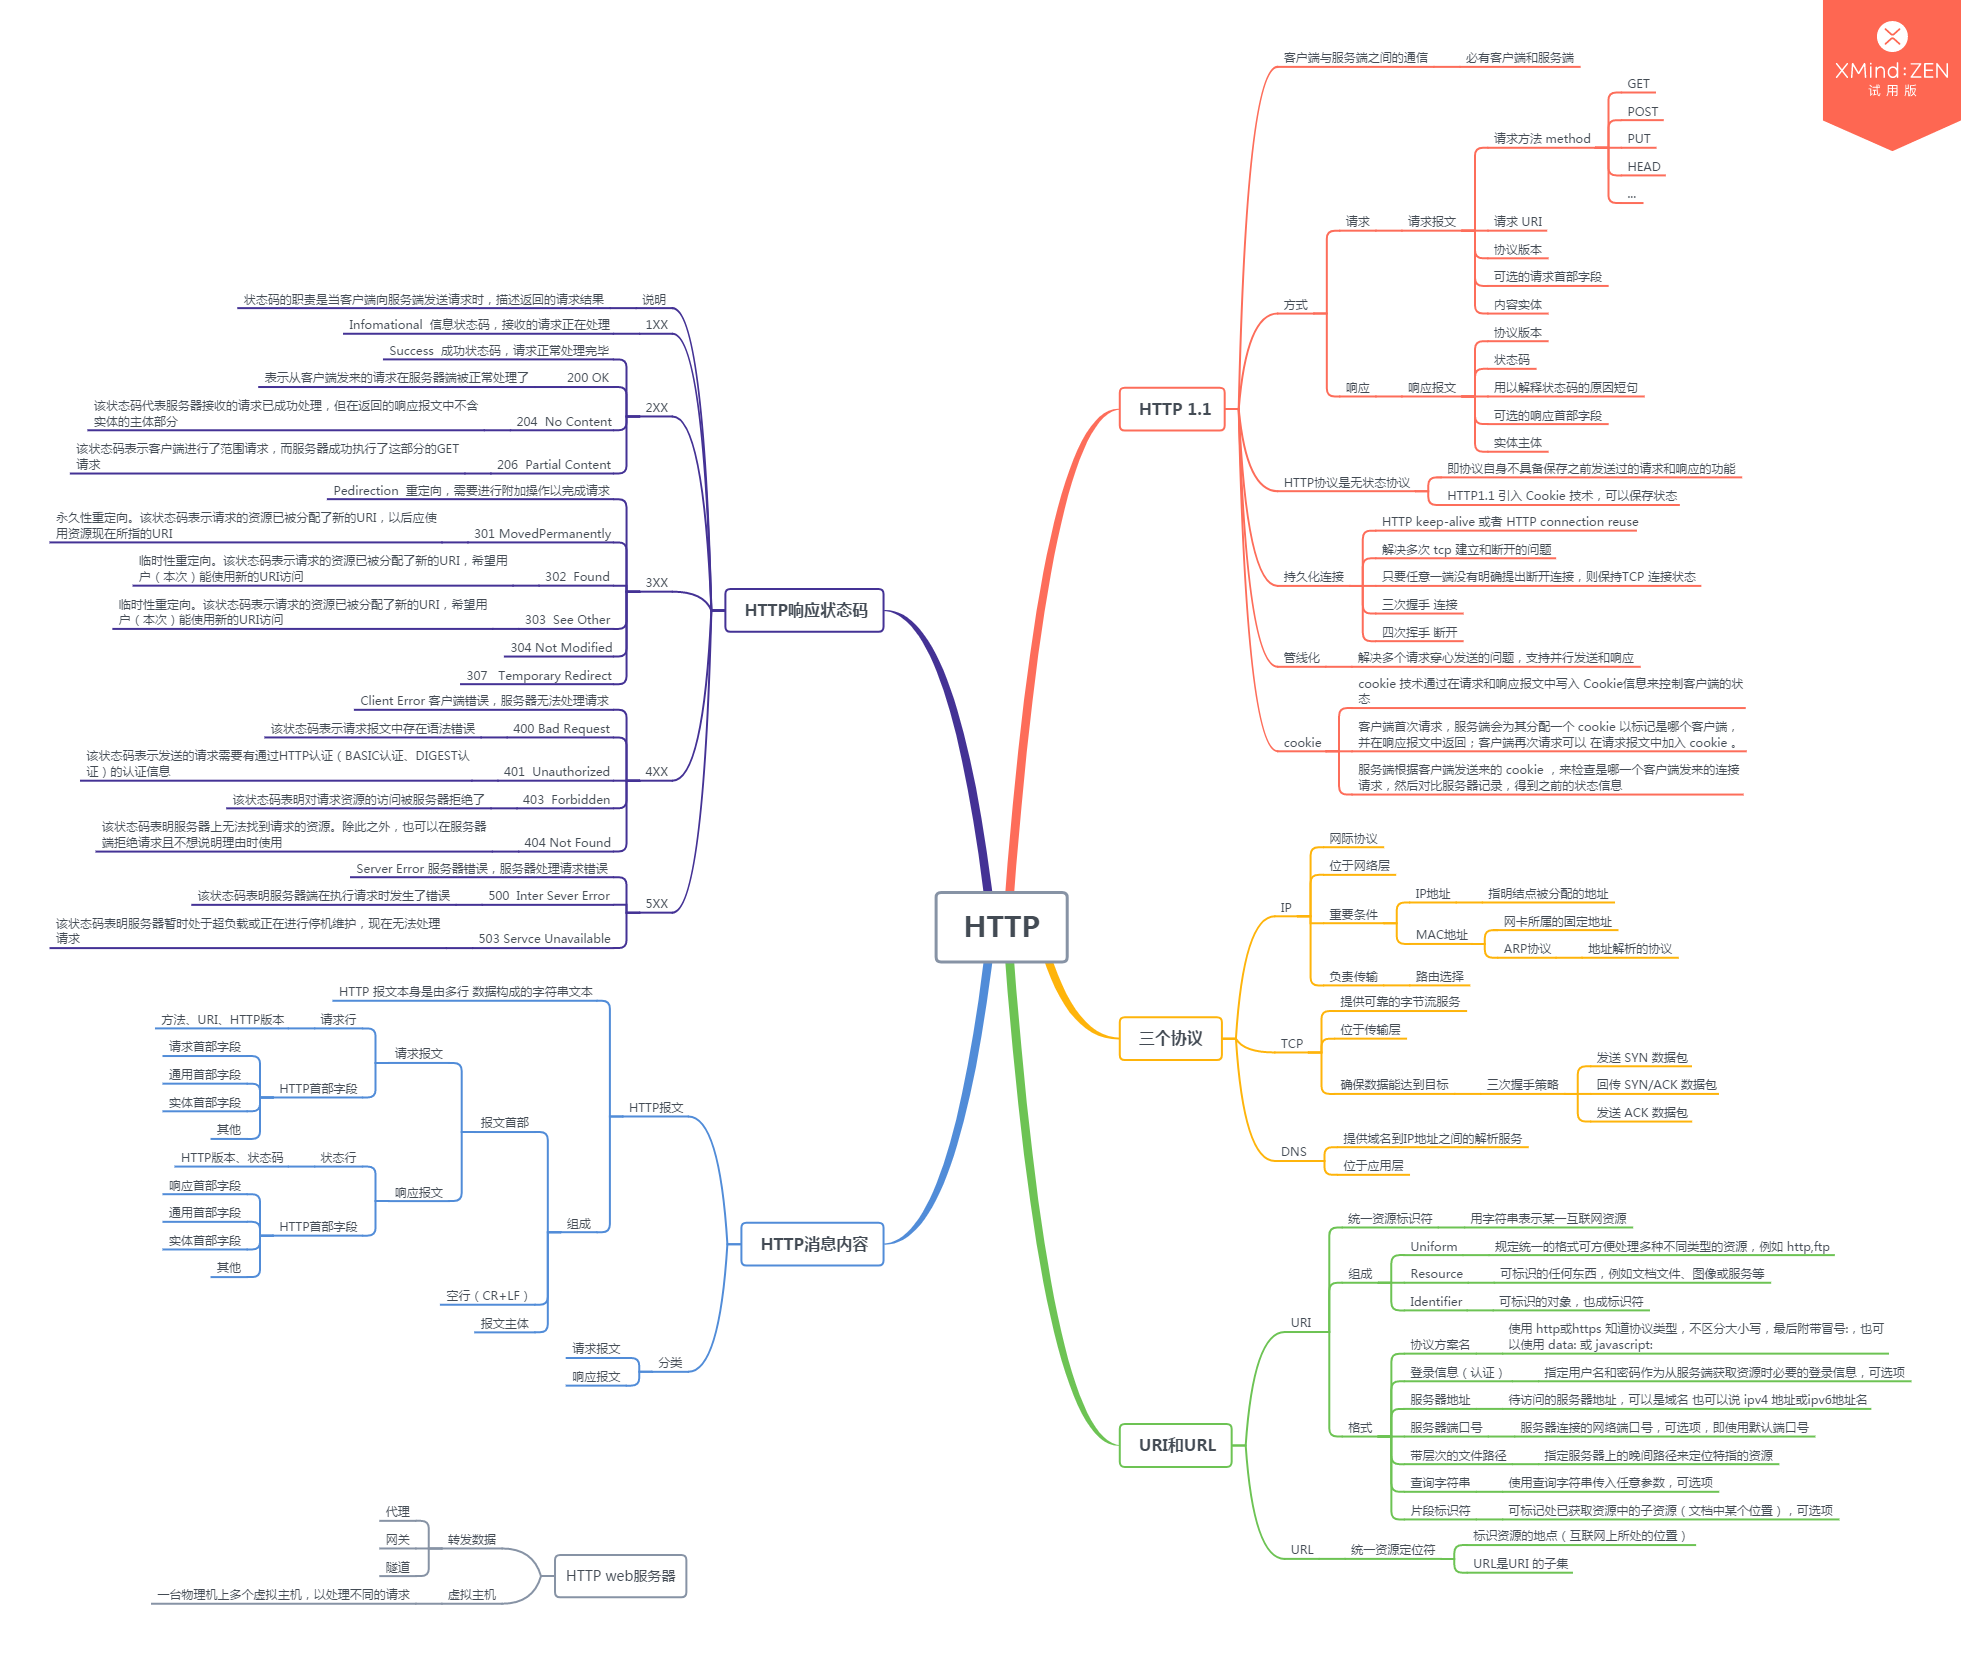 XMind:ZEN
试用版
HTTP
HTTP 1.1
客户端与服务端之间的通信
必有客户端和服务端
方式
请求
请求报文
请求方法 method
GET
POST
PUT
HEAD
...
请求 URI
协议版本
可选的请求首部字段
内容实体
响应
响应报文
协议版本
状态码
用以解释状态码的原因短句
可选的响应首部字段
实体主体
HTTP协议是无状态协议
即协议自身不具备保存之前发送过的请求和响应的功能
HTTP1.1 引入 Cookie 技术，可以保存状态
持久化连接
HTTP keep-alive 或者 HTTP connection reuse
解决多次 tcp 建立和断开的问题
只要任意一端没有明确提出断开连接，则保持TCP 连接状态
三次握手 连接
四次挥手 断开
管线化
解决多个请求穿心发送的问题，支持并行发送和响应
cookie
cookie 技术通过在请求和响应报文中写入 Cookie信息来控制客户端的状
态
客户端首次请求，服务端会为其分配一个 cookie 以标记是哪个客户端，
并在响应报文中返回；客户端再次请求可以 在请求报文中加入 cookie 。
服务端根据客户端发送来的 cookie ，来检查是哪一个客户端发来的连接
请求，然后对比服务器记录，得到之前的状态信息
三个协议
IP
网际协议
位于网络层
重要条件
IP地址
指明结点被分配的地址
MAC地址
网卡所属的固定地址
ARP协议
地址解析的协议
负责传输
路由选择
TCP
提供可靠的字节流服务
位于传输层
确保数据能达到目标
三次握手策略
发送 SYN 数据包
回传 SYN/ACK 数据包
发送 ACK 数据包
DNS
提供域名到IP地址之间的解析服务
位于应用层
URI和URL
URI
统一资源标识符
用字符串表示某一互联网资源
组成
Uniform
规定统一的格式可方便处理多种不同类型的资源，例如 http,ftp
Resource
可标识的任何东西，例如文档文件、图像或服务等
Identifier
可标识的对象，也成标识符
格式
协议方案名
使用 http或https 知道协议类型，不区分大小写，最后附带冒号:，也可
以使用 data: 或 javascript:
登录信息（认证）
指定用户名和密码作为从服务端获取资源时必要的登录信息，可选项
服务器地址
待访问的服务器地址，可以是域名 也可以说 ipv4 地址或ipv6地址名
服务器端口号
服务器连接的网络端口号，可选项，即使用默认端口号
带层次的文件路径
指定服务器上的晚间路径来定位特指的资源
查询字符串
使用查询字符串传入任意参数，可选项
片段标识符
可标记处已获取资源中的子资源（文档中某个位置），可选项
URL
统一资源定位符
标识资源的地点（互联网上所处的位置）
URL是URI 的子集
HTTP响应状态码
说明
状态码的职责是当客户端向服务端发送请求时，描述返回的请求结果
1XX
Infomational  信息状态码，接收的请求正在处理
2XX
Success  成功状态码，请求正常处理完毕
200 OK
表示从客户端发来的请求在服务器端被正常处理了
204  No Content
该状态码代表服务器接收的请求已成功处理，但在返回的响应报文中不含
实体的主体部分
206  Partial Content
该状态码表示客户端进行了范围请求，而服务器成功执行了这部分的GET
请求
3XX
Pedirection  重定向，需要进行附加操作以完成请求
301 MovedPermanently
永久性重定向。该状态码表示请求的资源已被分配了新的URI，以后应使
用资源现在所指的URI
302  Found
临时性重定向。该状态码表示请求的资源已被分配了新的URI，希望用
户（本次）能使用新的URI访问
303  See Other
临时性重定向。该状态码表示请求的资源已被分配了新的URI，希望用
户（本次）能使用新的URI访问
304 Not Modified
307   Temporary Redirect
4XX
Client Error 客户端错误，服务器无法处理请求
400 Bad Request
该状态码表示请求报文中存在语法错误
401  Unauthorized
该状态码表示发送的请求需要有通过HTTP认证（BASIC认证、DIGEST认
证）的认证信息
403  Forbidden
该状态码表明对请求资源的访问被服务器拒绝了
404 Not Found
该状态码表明服务器上无法找到请求的资源。除此之外，也可以在服务器
端拒绝请求且不想说明理由时使用
5XX
Server Error 服务器错误，服务器处理请求错误
500  Inter Sever Error
该状态码表明服务器端在执行请求时发生了错误
503 Servce Unavailable
该状态码表明服务器暂时处于超负载或正在进行停机维护，现在无法处理
请求
HTTP消息内容
HTTP报文
HTTP 报文本身是由多行 数据构成的字符串文本
组成
报文首部
请求报文
请求行
方法、URI、HTTP版本
HTTP首部字段
请求首部字段
通用首部字段
实体首部字段
其他
响应报文
状态行
HTTP版本、状态码
HTTP首部字段
响应首部字段
通用首部字段
实体首部字段
其他
空行（CR+LF）
报文主体
分类
请求报文
响应报文
HTTP web服务器
转发数据
代理
网关
隧道
虚拟主机
一台物理机上多个虚拟主机，以处理不同的请求